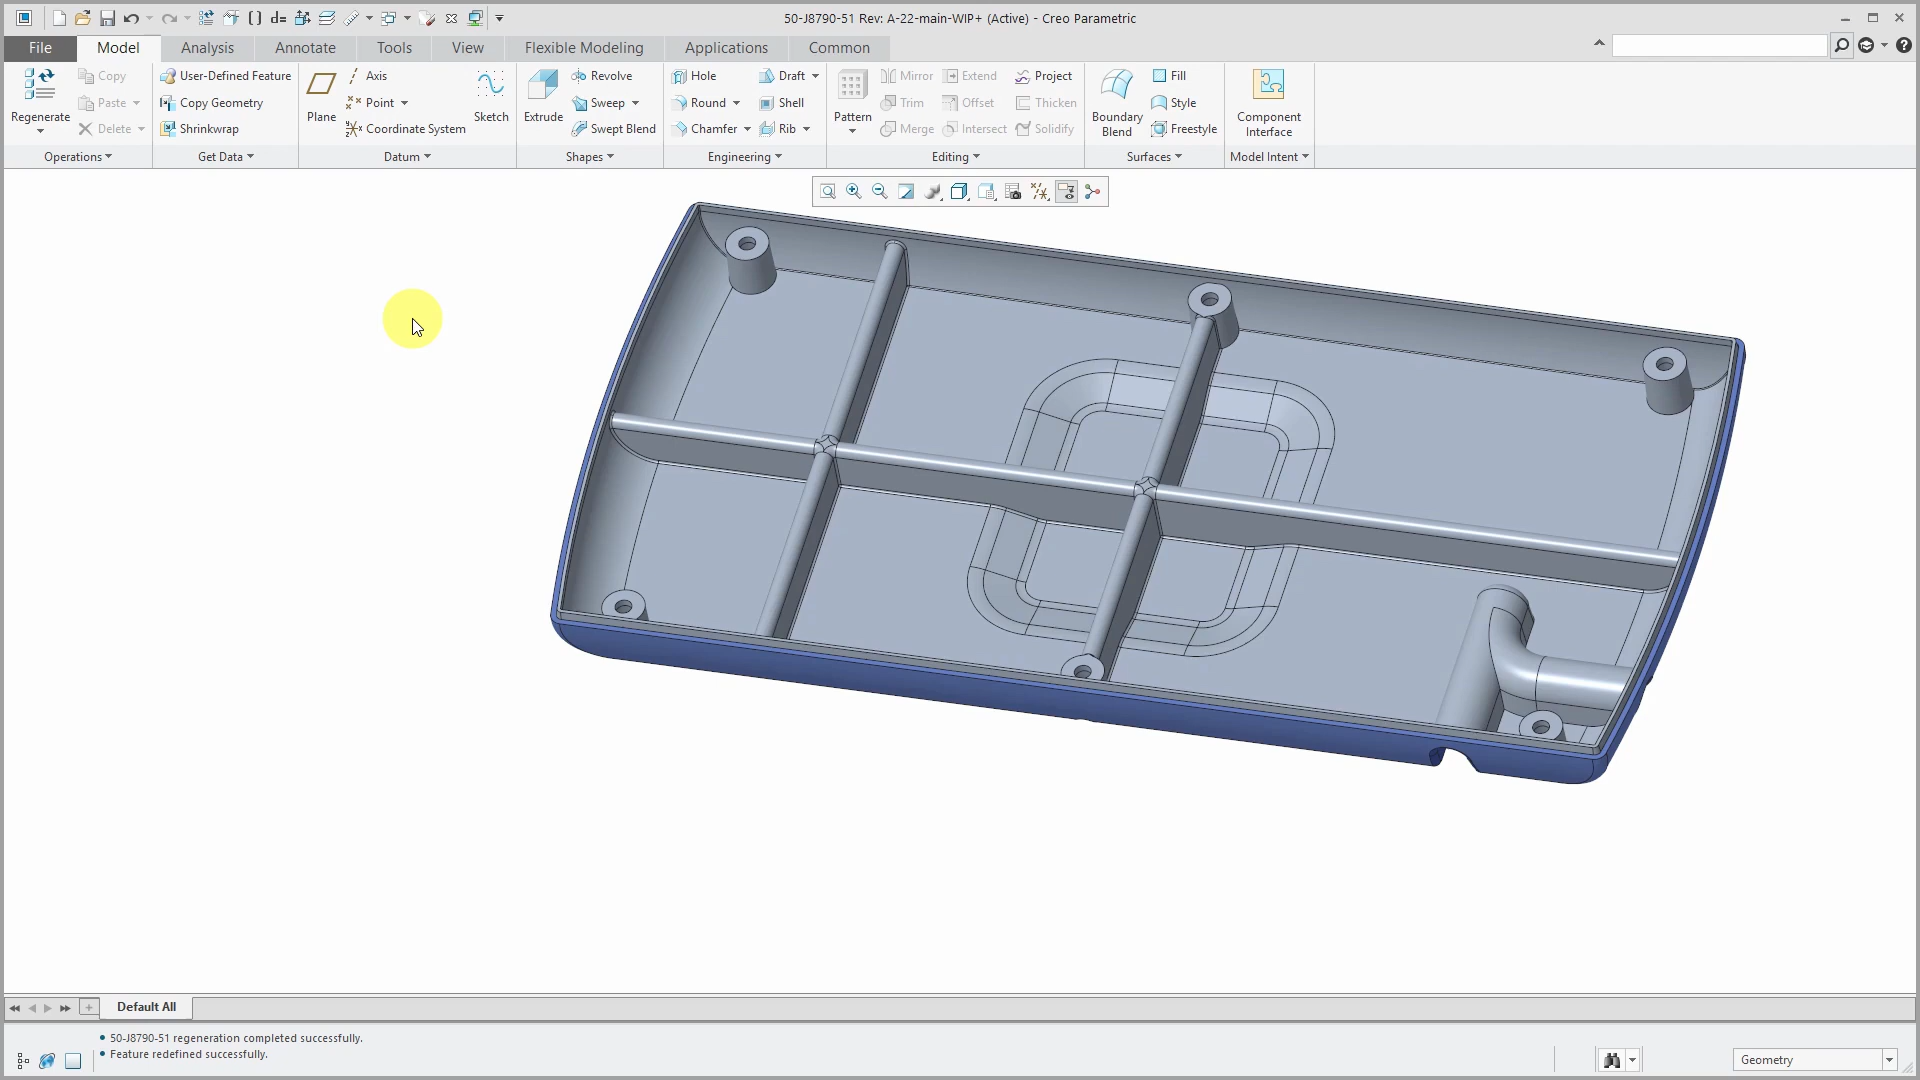 50-J8790-51 Rev: A-22-main-WIP+ (Active) - Creo Parametric
File Model Analysis Annotate Tools View Flexible Modeling Applications Common
Regenerate
Copy
Paste
Delete
Operations
User-Defined Feature
Copy Geometry
Shrinkwrap
Get Data
Plane
Axis
Point
Coordinate System
Sketch
Datum
Extrude
Revolve
Sweep
Swept Blend
Shapes
Hole
Round
Chamfer
Draft
Shell
Rib
Engineering
Pattern
Mirror
Trim
Merge
Extend
Offset
Intersect
Project
Thicken
Solidify
Editing
Boundary
Blend
Fill
Style
Freestyle
Surfaces
Component
Interface
Model Intent
Default All
50-J8790-51 regeneration completed successfully.
Feature redefined successfully.
Geometry